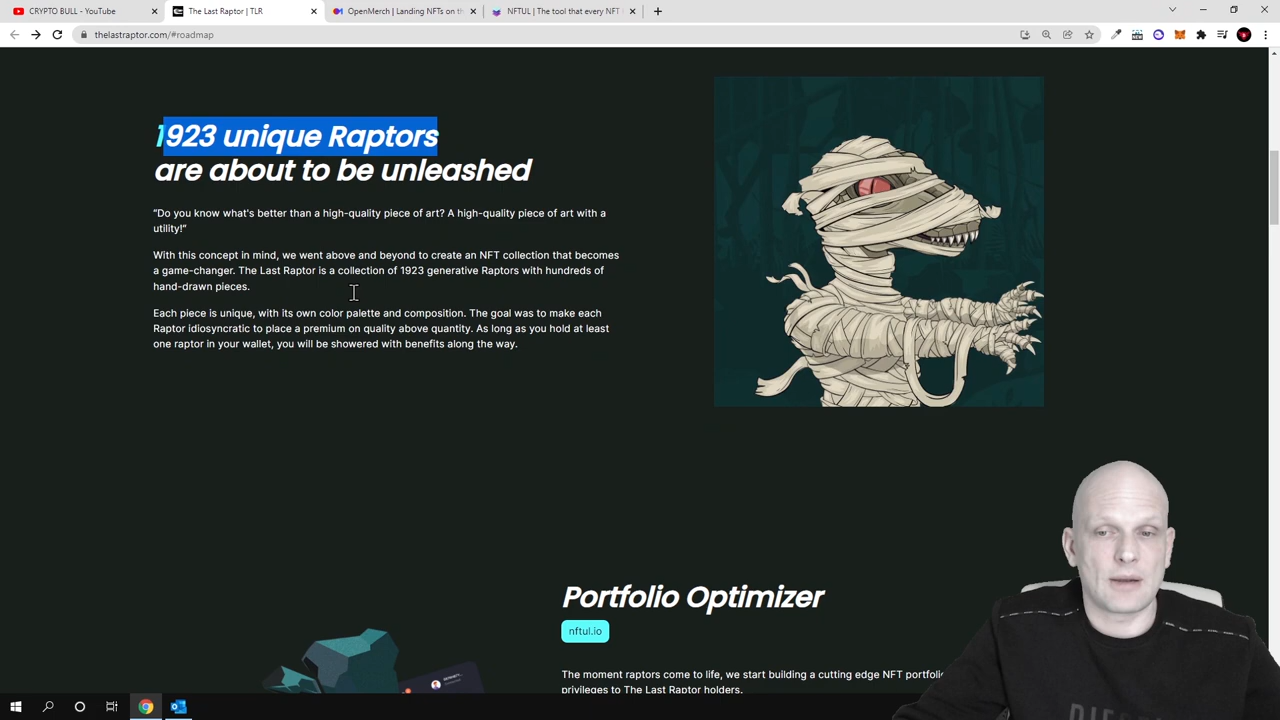 CRYPTO BULL - YouTube
The Last Raptor | TLR
OpenMerch | Landing NFTs on th
NFTUL | The tool that every NFT
thelastraptor.com/#roadmap
1923 unique Raptors
are about to be unleashed
"Do you know what's better than a high-quality piece of art? A high-quality piece of art with a
utility!"
With this concept in mind, we went above and beyond to create an NFT collection that becomes
a game-changer. The Last Raptor is a collection of 1923 generative Raptors with hundreds of
hand-drawn pieces.
Each piece is unique, with its own color palette and composition. The goal was to make each
Raptor idiosyncratic to place a premium on quality above quantity. As long as you hold at least
one raptor in your wallet, you will be showered with benefits along the way.
Portfolio Optimizer
nftul.io
The moment raptors come to life, we start building a cutting edge NFT portfol
privileges to The Last Raptor holders.